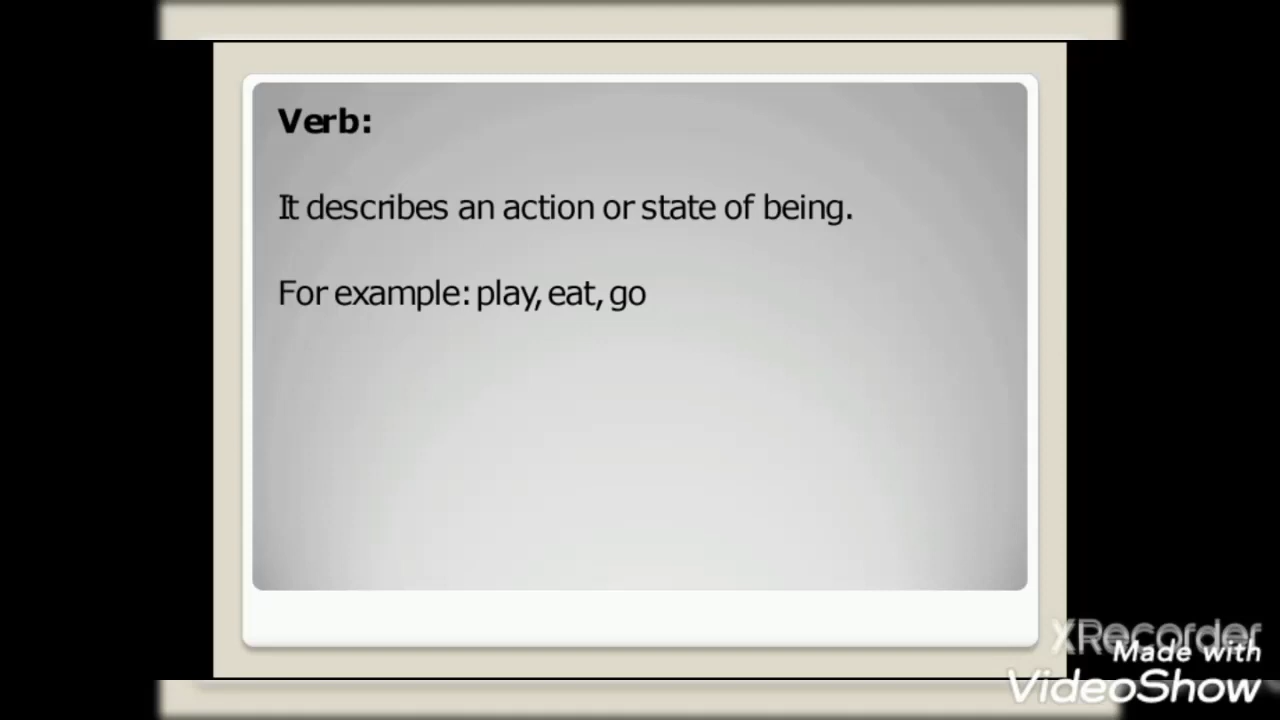 Verb:
It describes an action or state of being.
For example: play, eat, go
XRecorder
Made with
VideoShow